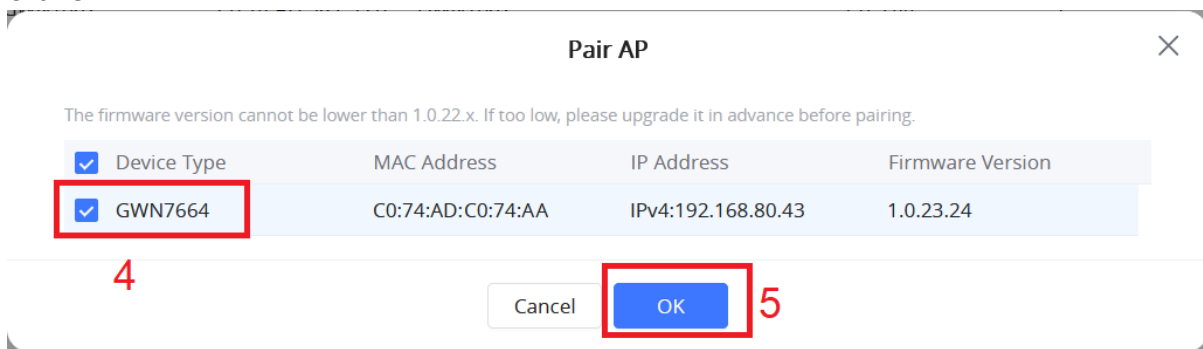 Pair AP
The firmware version cannot be lower than 1.0.22.x. If too low, please upgrade it in advance before pairing.
Device Type MAC Address IP Address Firmware Version
GWN7664 C0:74:AD:C0:74:AA IPv4:192.168.80.43 1.0.23.24
4
Cancel OK 5